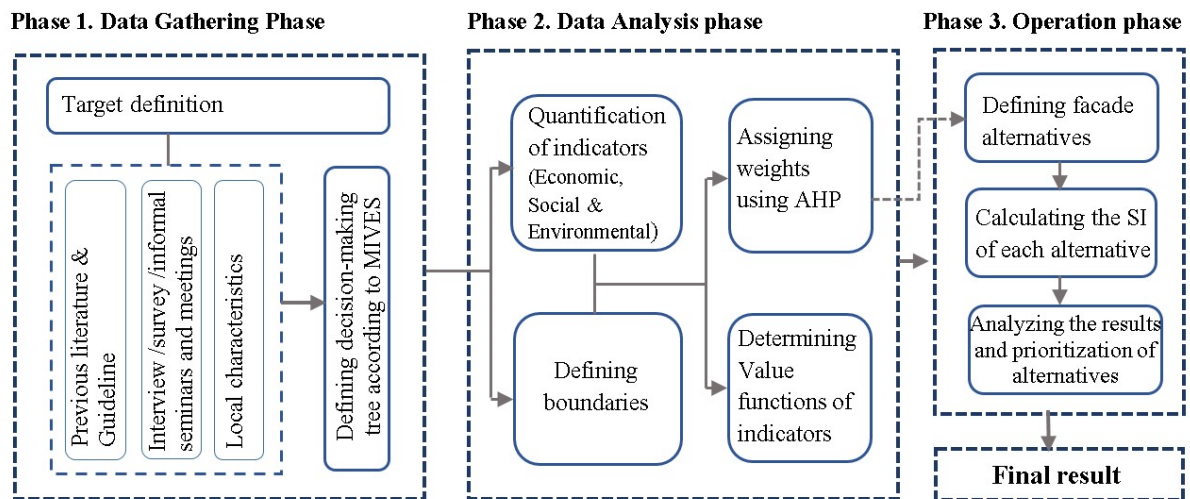 Phase 1. Data Gathering Phase
Target definition
Previous literature &
Guideline
Interview /survey /informal
seminars and meetings
Local characteristics
Defining decision-making
tree according to MIVES
Phase 2. Data Analysis phase
Quantification
of indicators
(Economic,
Social &
Environmental)
Defining
boundaries
Assigning
weights
using AHP
Determining
Value
functions of
indicators
Phase 3. Operation phase
Defining facade
alternatives
Calculating the SI
of each alternative
Analyzing the results
and prioritization of
alternatives
Final result